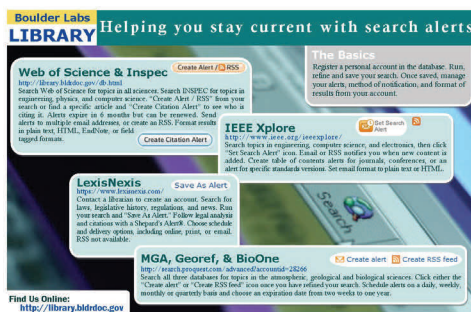 Boulder Labs
LIBRARY
Helping you stay current with search alerts
The Basics
Register a personal account in the database. Run,
refine and save your search. Once saved, manage
your alerts, method of notification, and format of
results from your account.
Web of Science & Inspec
Create Alert / RSS
http://library.bldrdoc.gov/db.html
Search Web of Science for topics in all sciences. Search INSPEC for topics in
engineering, physics, and computer science. "Create Alert / RSS" from your
search or find a specific article and "Create Citation Alert" to see who is
citing it. Alerts expire in 6 months but can be renewed. Send
alerts to multiple email addresses, or create an RSS. Format results
in plain text, HTML, EndNote, or field
tagged formats.
Create Citation Alert
IEEE Xplore
Set Search
Alert
http://www.ieee.org/ieeexplore/
Search topics in engineering, computer science, and electronics, then click
"Set Search Alert" icon. Email or RSS notifies you when new content is
added. Create table of contents alerts for journals, conferences, or an
alert for specific standards versions. Set email format to plain text or HTML.
LexisNexis
Save As Alert
https://www.lexisnexis.com/
Contact a librarian to create an account. Search for
laws, legislative history, regulations, and news. Run
your search and "Save As Alert." Follow legal analysis
and citations with a Shepard's Alert®. Choose schedule
and delivery options, including online, print, or email.
RSS not available.
Search
MGA, Georef, & BioOne
Create alert
Create RSS feed
http://search.proquest.com/advanced?accountid=28266
Search all three databases for topics in the atmospheric, geological and biological sciences. Click either the
"Create alert" or "Create RSS feed" icon once you have refined your search. Schedule alerts on a daily, weekly,
monthly or quarterly basis and choose an expiration date from two weeks to one year.
Find Us Online:
http://library.bldrdoc.gov